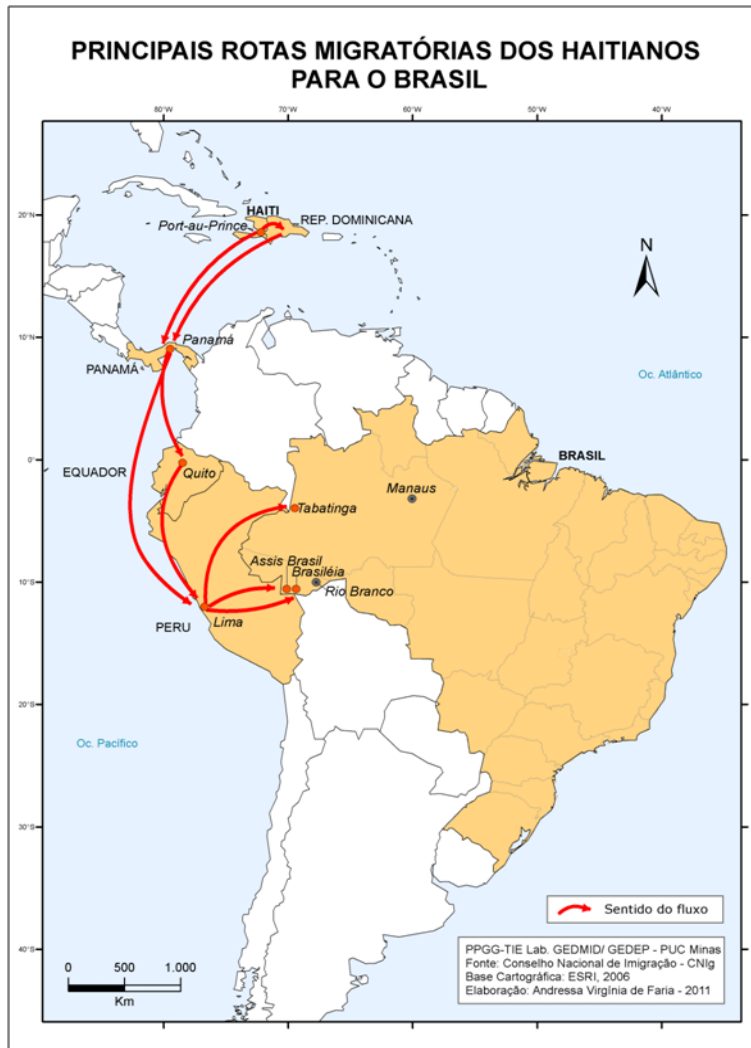 PRINCIPAIS ROTAS MIGRATÓRIAS DOS HAITIANOS
PARA O BRASIL
80°W
70°W
60°W
50°W
40°W
20°N
HAITI
Port-au-Prince
REP. DOMINICANA
N
10°N
Panamá
PANAMÁ
Oc. Atlântico
0°
EQUADOR
Quito
BRASIL
Manaus
Tabatinga
Assis Brasil
Brasiléia
10°S
Rio Branco
PERU
Lima
20°S
Oc. Pacífico
30°S
Sentido do fluxo
40°S
0 500 1.000
Km
PPGG-TIE Lab. GEDMID/ GEDEP - PUC Minas
Fonte: Conselho Nacional de Imigração - CNIg
Base Cartográfica: ESRI, 2006
Elaboração: Andressa Virgínia de Faria - 2011